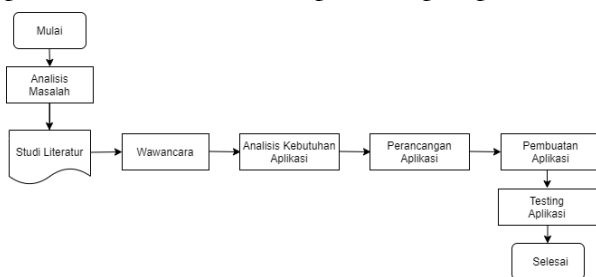 Mulai
Analisis
Masalah
Studi Literatur
Wawancara
Analisis Kebutuhan
Aplikasi
Perancangan
Aplikasi
Pembuatan
Aplikasi
Testing
Aplikasi
Selesai